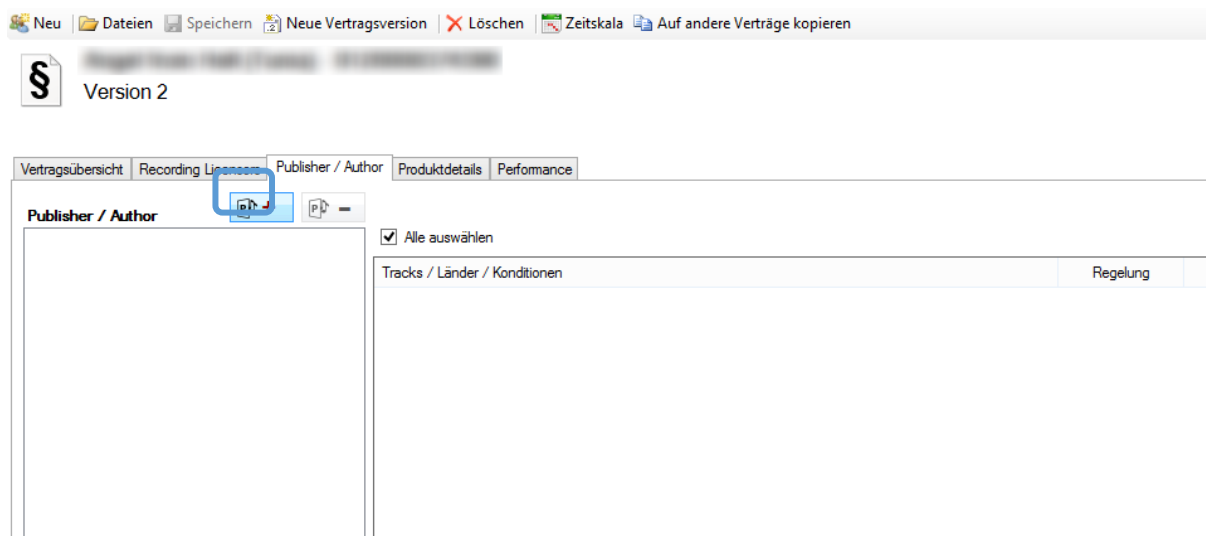 Neu Dateien Speichern Neue Vertragsversion Löschen Zeitskala Auf andere Verträge kopieren
§
Version 2
Vertragsübersicht Recording Licensors Publisher / Author Produktdetails Performance
Publisher / Author
Alle auswählen
Tracks / Länder / Konditionen Regelung